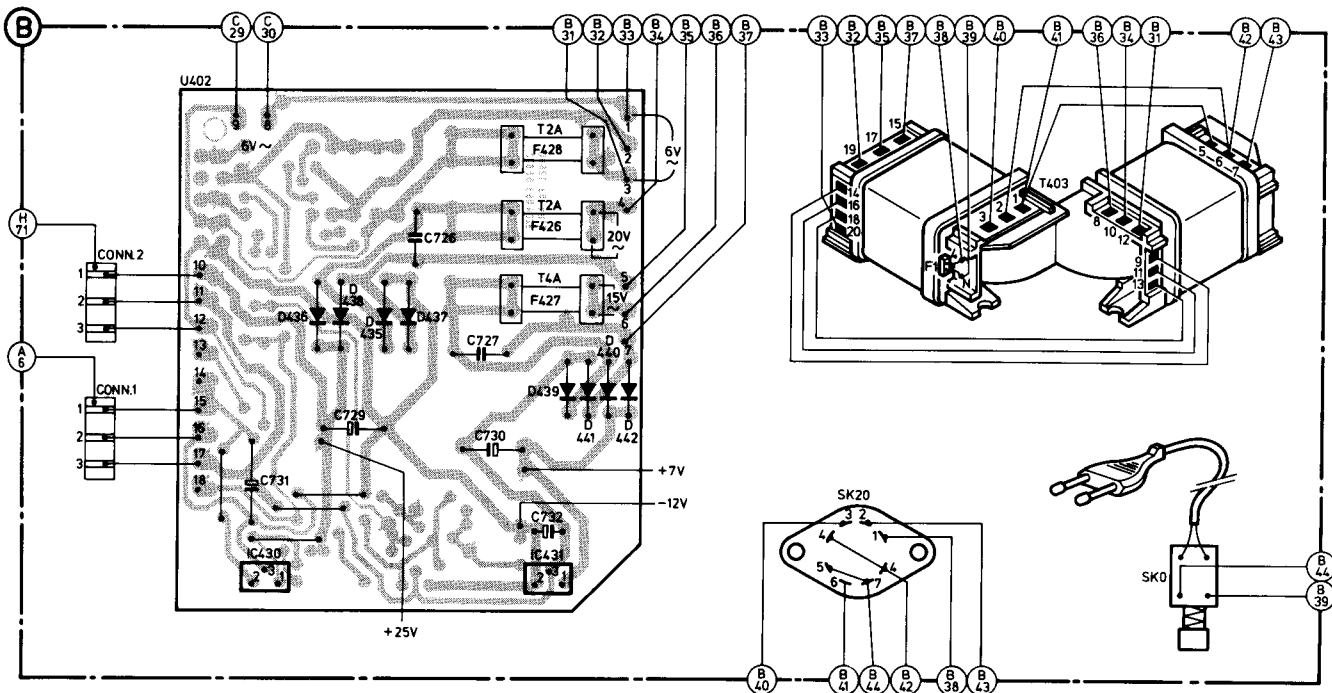 B
C 29
C 30
B 31
B 32
B 33
B 34
B 35
B 36
B 37
B 33
B 32
B 35
B 37
B 38
B 39
B 40
B 41
B 36
B 34
B 31
B 42
B 43
U402
9
8
6V ~
T2A
F428
1
2
3
4
6V ~
T2A
F426
20V ~
C726
T4A
F427
5
15V ~
6
H 71
CONN.2
1
2
3
10
11
12
13
14
15
16
17
18
A 6
CONN.1
1
2
3
D436
D 438
D 435
D437
C727
D 440
D439
D 441
D 442
C729
C730
C731
C732
+7V
-12V
IC430
2 3 1
IC431
2 3 1
+25V
15
17
19
14
16
18
20
T403
1
2
3
4
F1
N
5
6
7
8
10
12
9
11
13
SK20
3 2
4 1
5 4
6 7
SK0
B 44
B 39
B 40
B 41
B 44
B 42
B 38
B 43